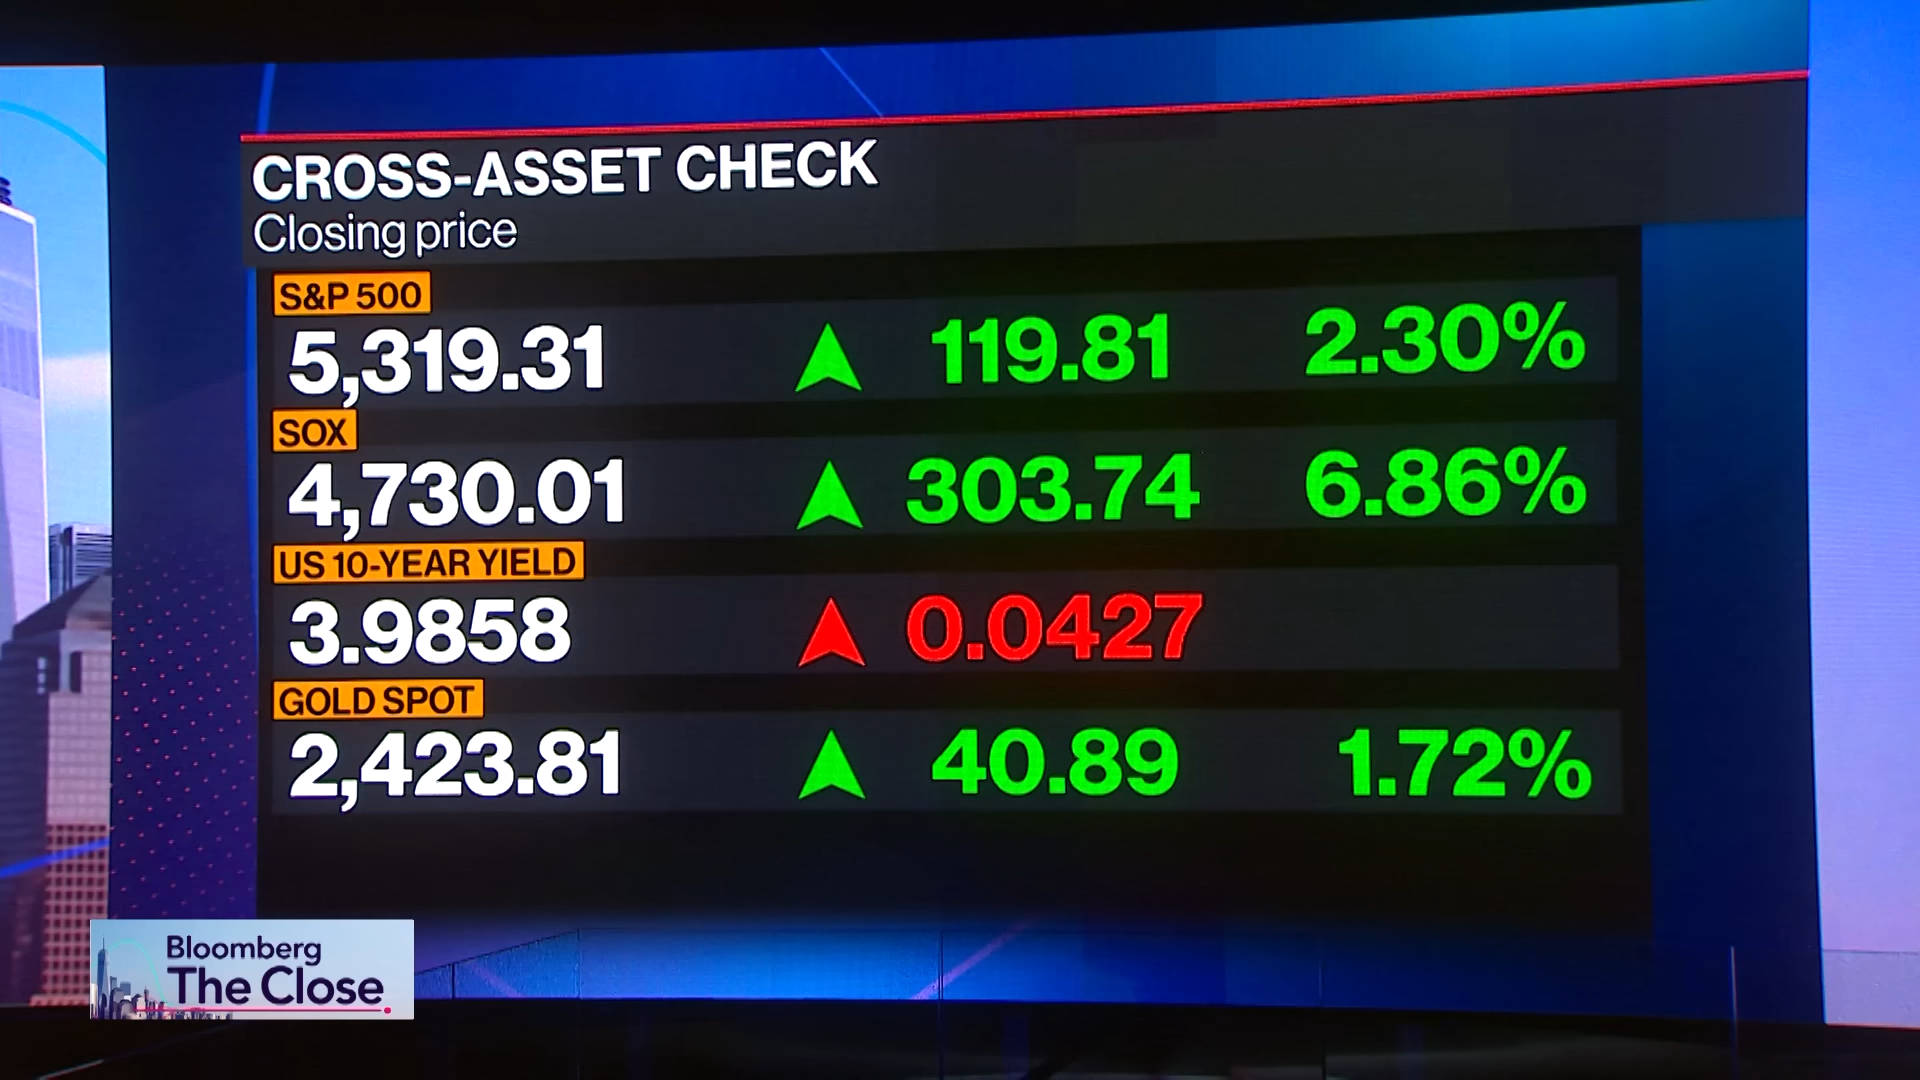 CROSS-ASSET CHECK
Closing price
S&P 500
5,319.31 ▲ 119.81 2.30%
SOX
4,730.01 ▲ 303.74 6.86%
US 10-YEAR YIELD
3.9858 ▲ 0.0427
GOLD SPOT
2,423.81 ▲ 40.89 1.72%
Bloomberg
The Close